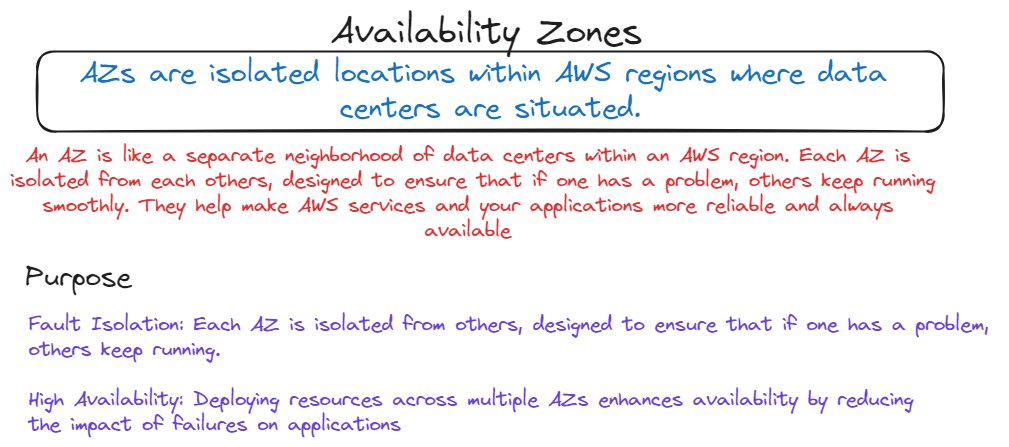 Availability Zones
AZs are isolated locations within AWS regions where data
centers are situated.
An AZ is like a separate neighborhood of data centers within an AWS region. Each AZ is
isolated from each others, designed to ensure that if one has a problem, others keep running
smoothly. They help make AWS services and your applications more reliable and always
available
Purpose
Fault Isolation: Each AZ is isolated from others, designed to ensure that if one has a problem,
others keep running.
High Availability: Deploying resources across multiple AZs enhances availability by reducing
the impact of failures on applications